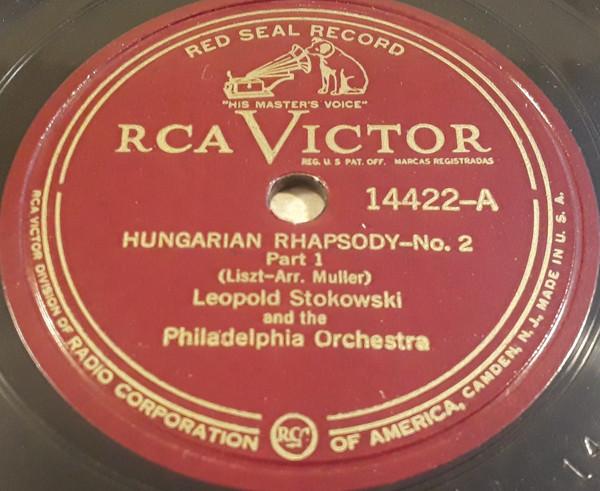 RED SEAL RECORD
"HIS MASTER'S VOICE"
RCA VICTOR
REG. U. S PAT. OFF. MARCAS REGISTRADAS
14422-A
HUNGARIAN RHAPSODY-No. 2
Part 1
(Liszt-Arr. Muller)
Leopold Stokowski
and the
Philadelphia Orchestra
RCA VICTOR DIVISION OF RADIO CORPORATION OF AMERICA, CAMDEN, N. J., MADE IN U. S. A.
RCA